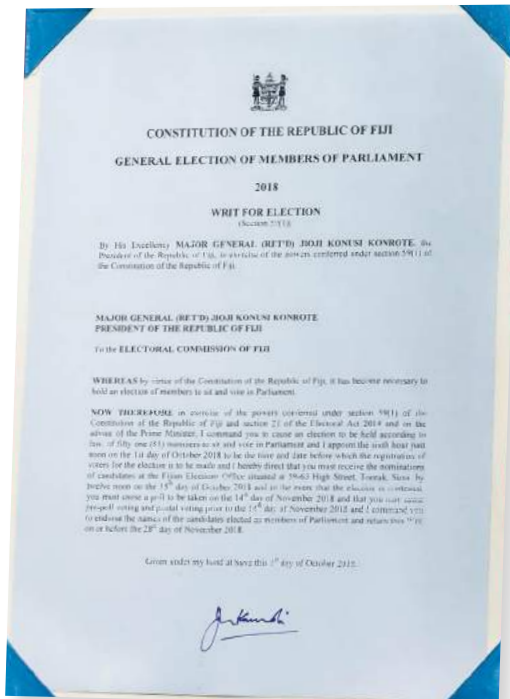 CONSTITUTION OF THE REPUBLIC OF FIJI
GENERAL ELECTION OF MEMBERS OF PARLIAMENT
2018
WRIT FOR ELECTION
By His Excellency MAJOR GENERAL (RET'D) JIOJI KONUSI KONROTE, the
President of the Republic of Fiji, in exercise of the powers conferred under section 59(1) of
the Constitution of the Republic of Fiji.
MAJOR GENERAL (RET'D) JIOJI KONUSI KONROTE
PRESIDENT OF THE REPUBLIC OF FIJI
To the ELECTORAL COMMISSION OF FIJI
WHEREAS by virtue of the Constitution of the Republic of Fiji, it has become necessary to
hold an election of members to sit and vote in Parliament.
NOW THEREFORE in exercise of the powers conferred under section 59(1) of the
Constitution of the Republic of Fiji and section 21 of the Electoral Act 2014 and on the
advice of the Prime Minister, I command you to cause an election to be held according to
law, of fifty one (51) members to sit and vote in Parliament and I appoint the sixth hour past
noon on the 1st day of October 2018 to be the time and date before which the registration of
voters for the election is to be made and I hereby direct that you must receive the nominations
of candidates at the Fijian Elections Office situated at 59-63 High Street, Toorak, Suva by
twelve noon on the 15th day of October 2018 and in the event that the election is contested,
you must cause a poll to be taken on the 14th day of November 2018 and that you
pre-poll voting and postal voting prior to the 14th day of November 2018 and I command you
to endorse the names of the candidates elected as members of Parliament and return this Writ
on or before the 28th day of November 2018.
Given under my hand at Suva this day of October 2018.